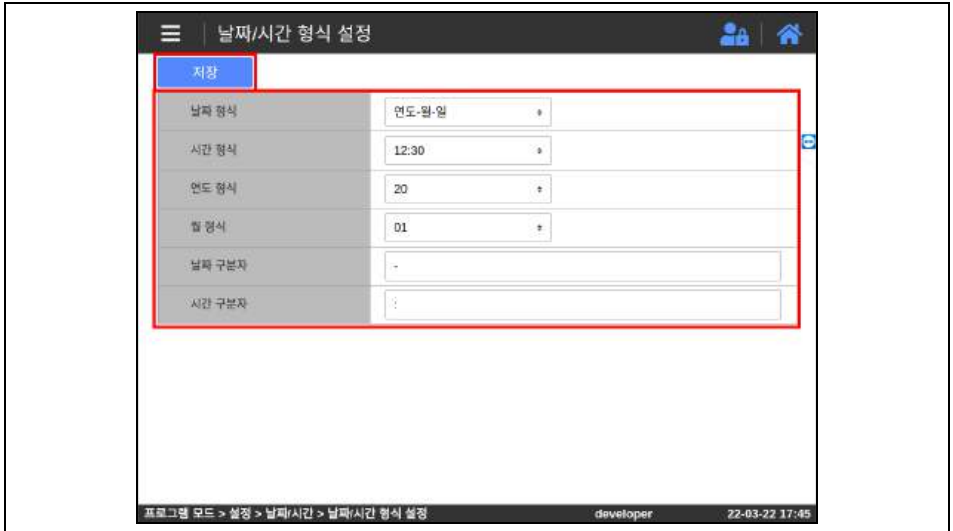 날짜/시간 형식 설정
저장
날짜 형식 연도-월-일
시간 형식 12:30
연도 형식 20
월 형식 01
날짜 구분자 -
시간 구분자 :
프로그램 모드 > 설정 > 날짜/시간 > 날짜/시간 형식 설정 developer 22-03-22 17:45